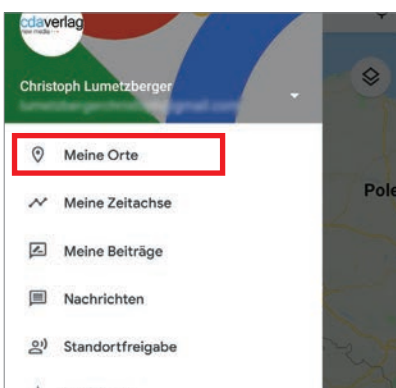 cdaverlag
new media
Christoph Lumetzberger
Meine Orte
Meine Zeitachse
Pole
Meine Beiträge
Nachrichten
Standortfreigabe